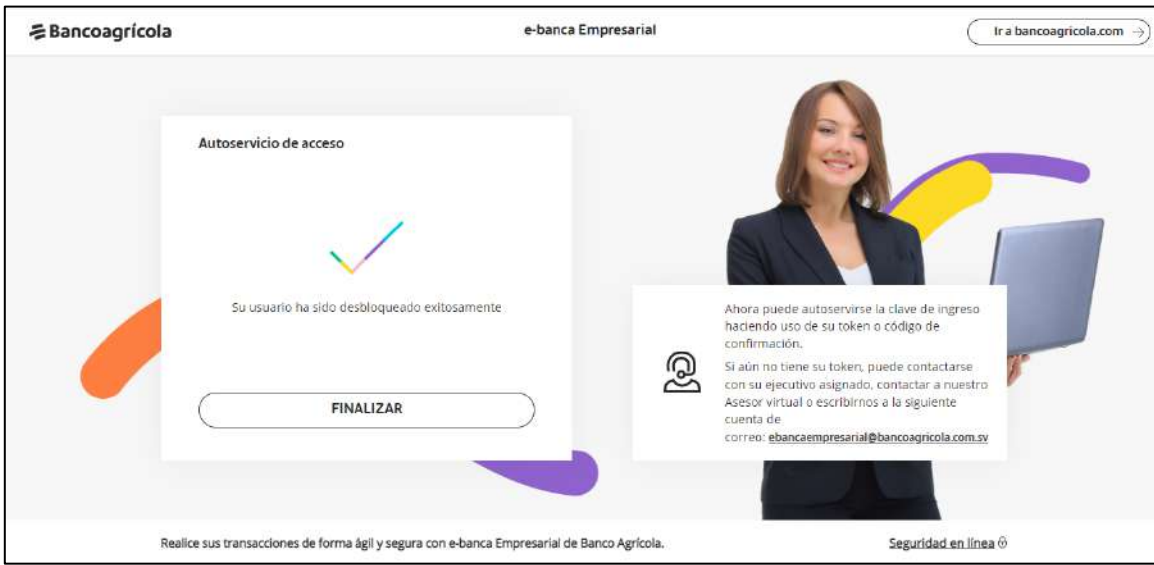 Bancoagrícola
e-banca Empresarial
Ir a bancoagricola.com
Autoservicio de acceso
Su usuario ha sido desbloqueado exitosamente
FINALIZAR
Ahora puede autoservirse la clave de ingreso
haciendo uso de su token o código de
confirmación.
Si aún no tiene su token, puede contactarse
con su ejecutivo asignado, contactar a nuestro
Asesor virtual o escribirnos a la siguiente
cuenta de
correo: ebancaempresarial@bancoagricola.com.sv
Realice sus transacciones de forma ágil y segura con e-banca Empresarial de Banco Agrícola.
Seguridad en línea